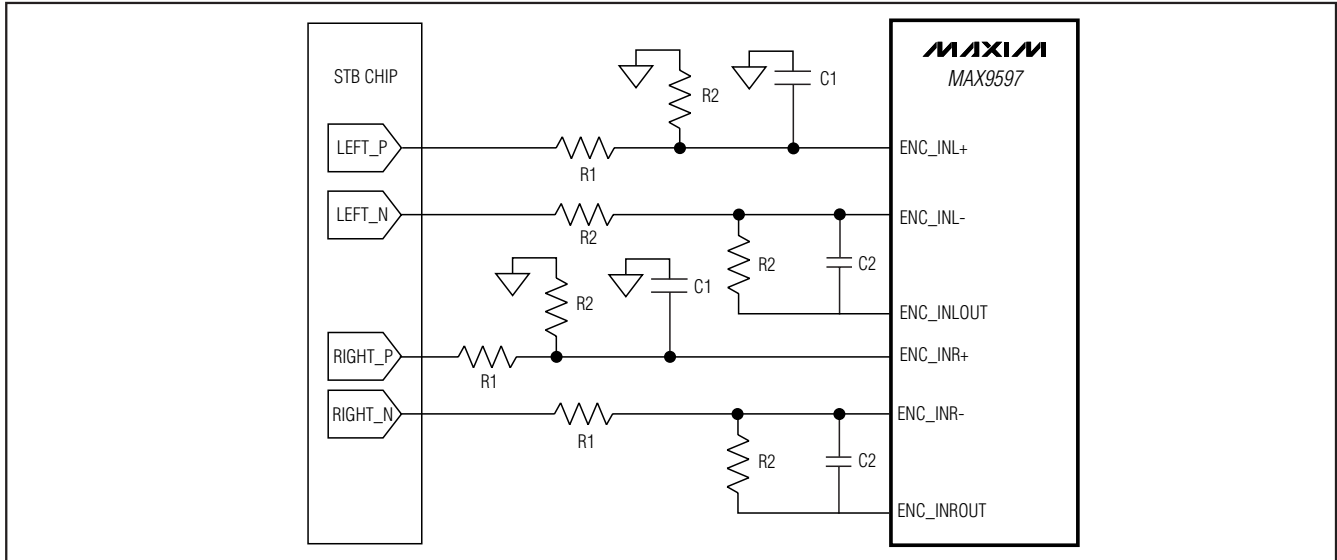 STB CHIP
MAXIM
MAX9597
R2
C1
LEFT_P
R1
ENC_INL+
LEFT_N
R2
ENC_INL-
R2
C2
R2
C1
ENC_INLOUT
RIGHT_P
R1
ENC_INR+
RIGHT_N
R1
ENC_INR-
R2
C2
ENC_INROUT